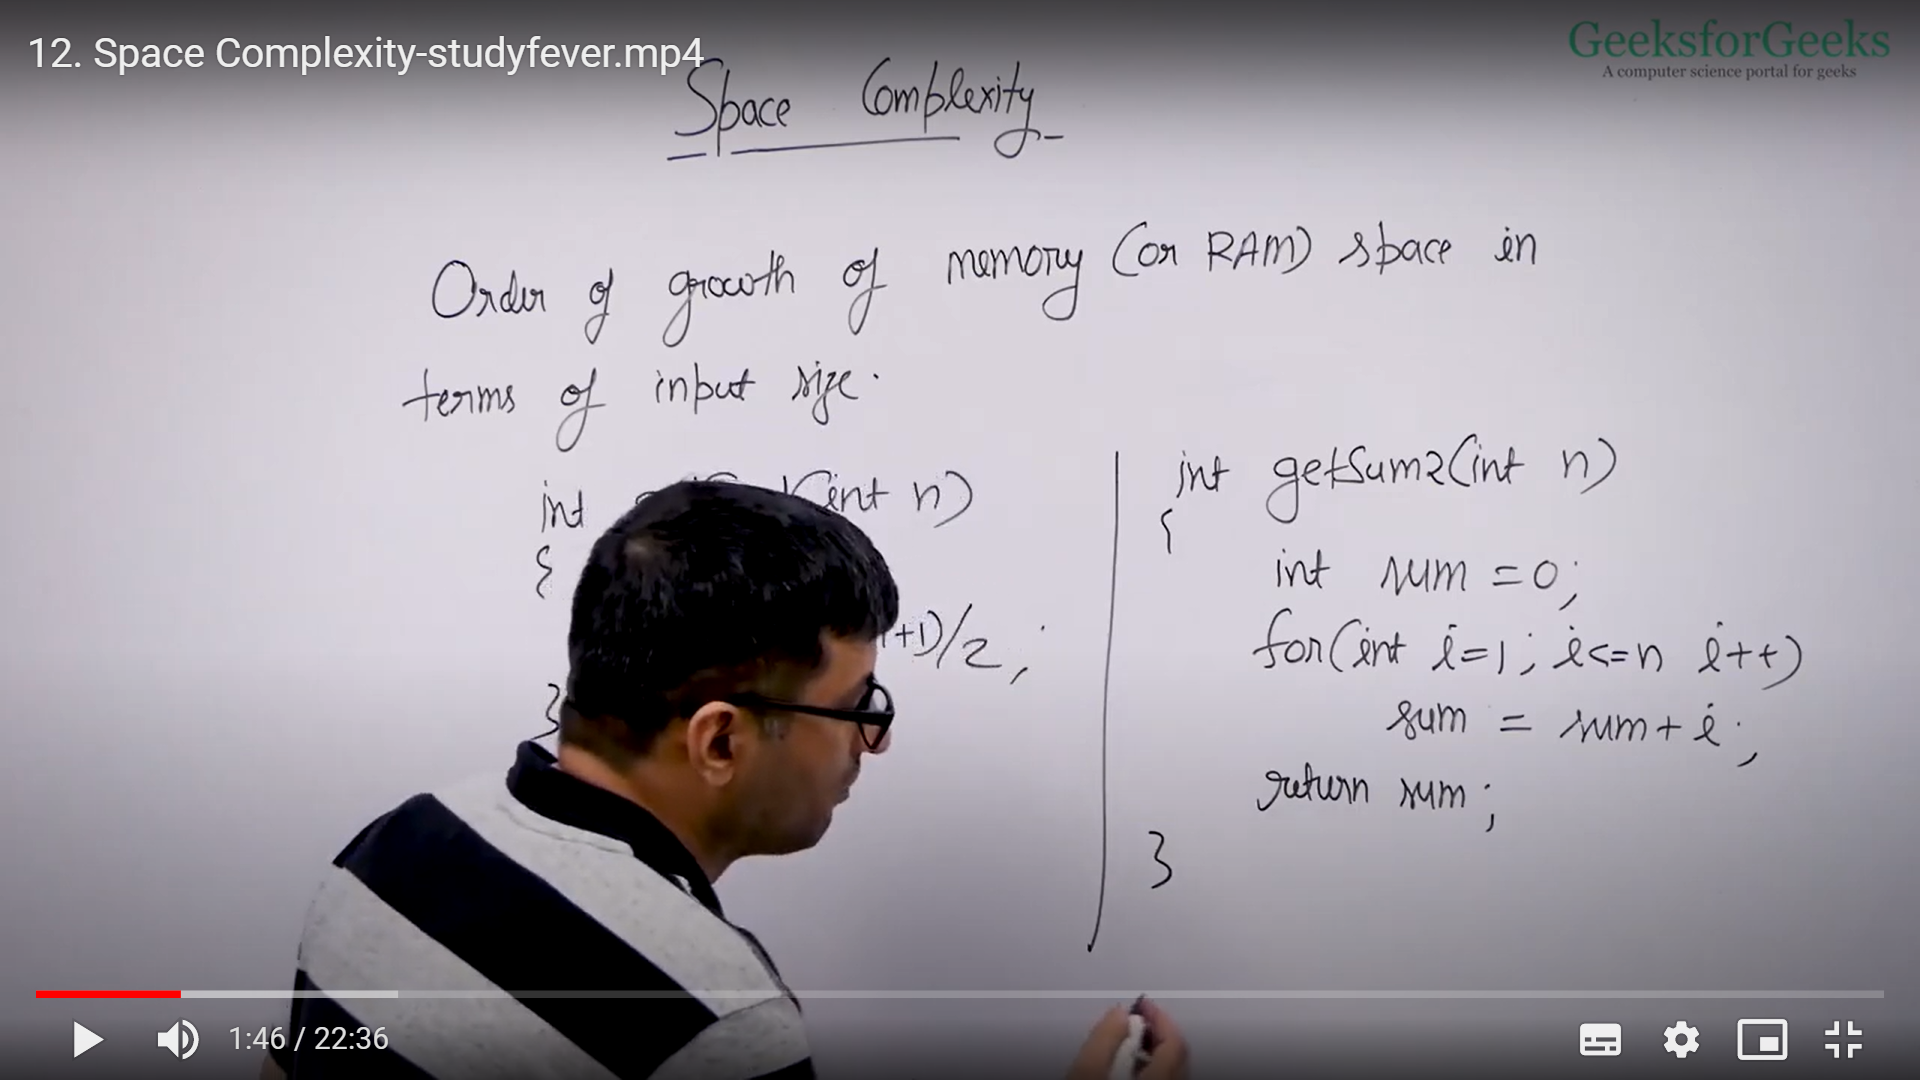 12. Space Complexity-studyfever.mp4
GeeksforGeeks
A computer science portal for geeks
Space Complexity
Order of growth of memory (or RAM) space in
terms of input size.
int (int n)
{
+1)/2;
}
int getSum2(int n)
{
int sum = 0;
for(int i=1; i<=n i++)
sum = sum + i;
return sum;
}
1:46 / 22:36